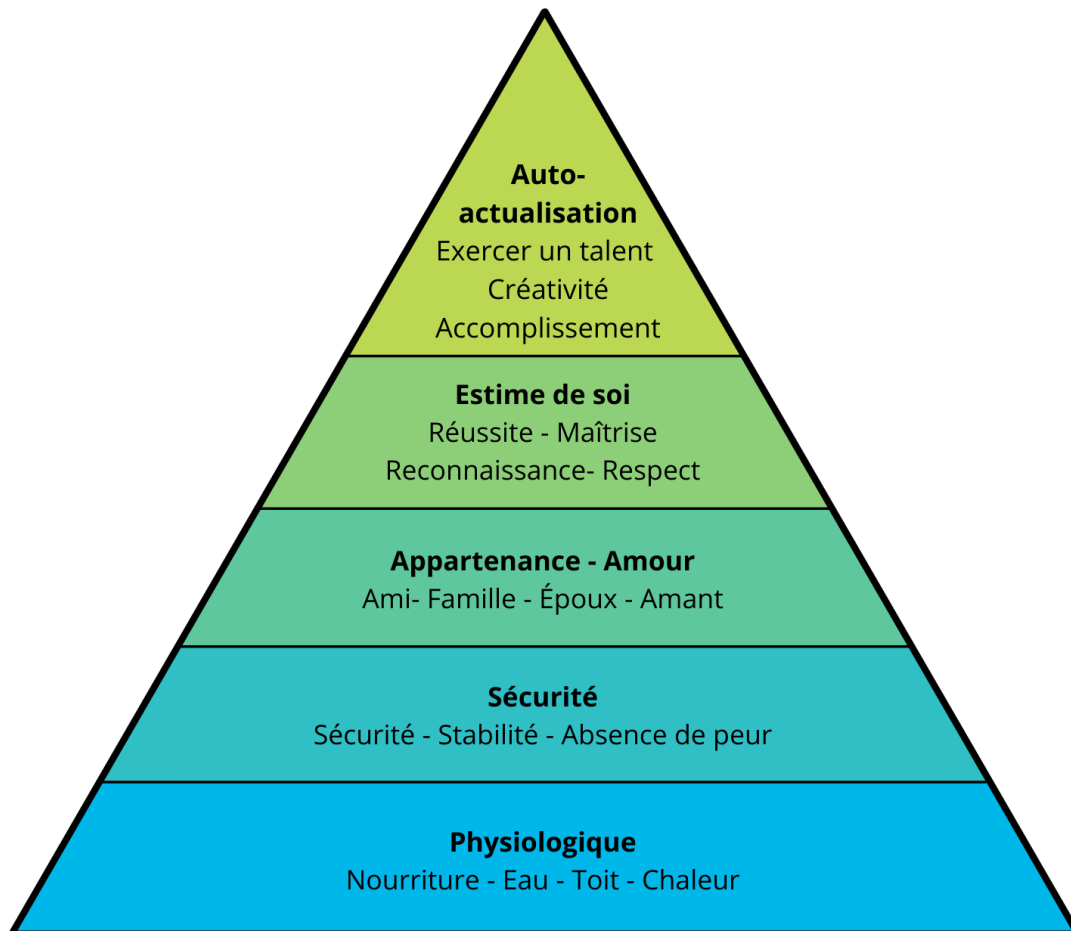 Auto-
actualisation
Exercer un talent
Créativité
Accomplissement
Estime de soi
Réussite - Maîtrise
Reconnaissance- Respect
Appartenance - Amour
Ami- Famille - Époux - Amant
Sécurité
Sécurité - Stabilité - Absence de peur
Physiologique
Nourriture - Eau - Toit - Chaleur